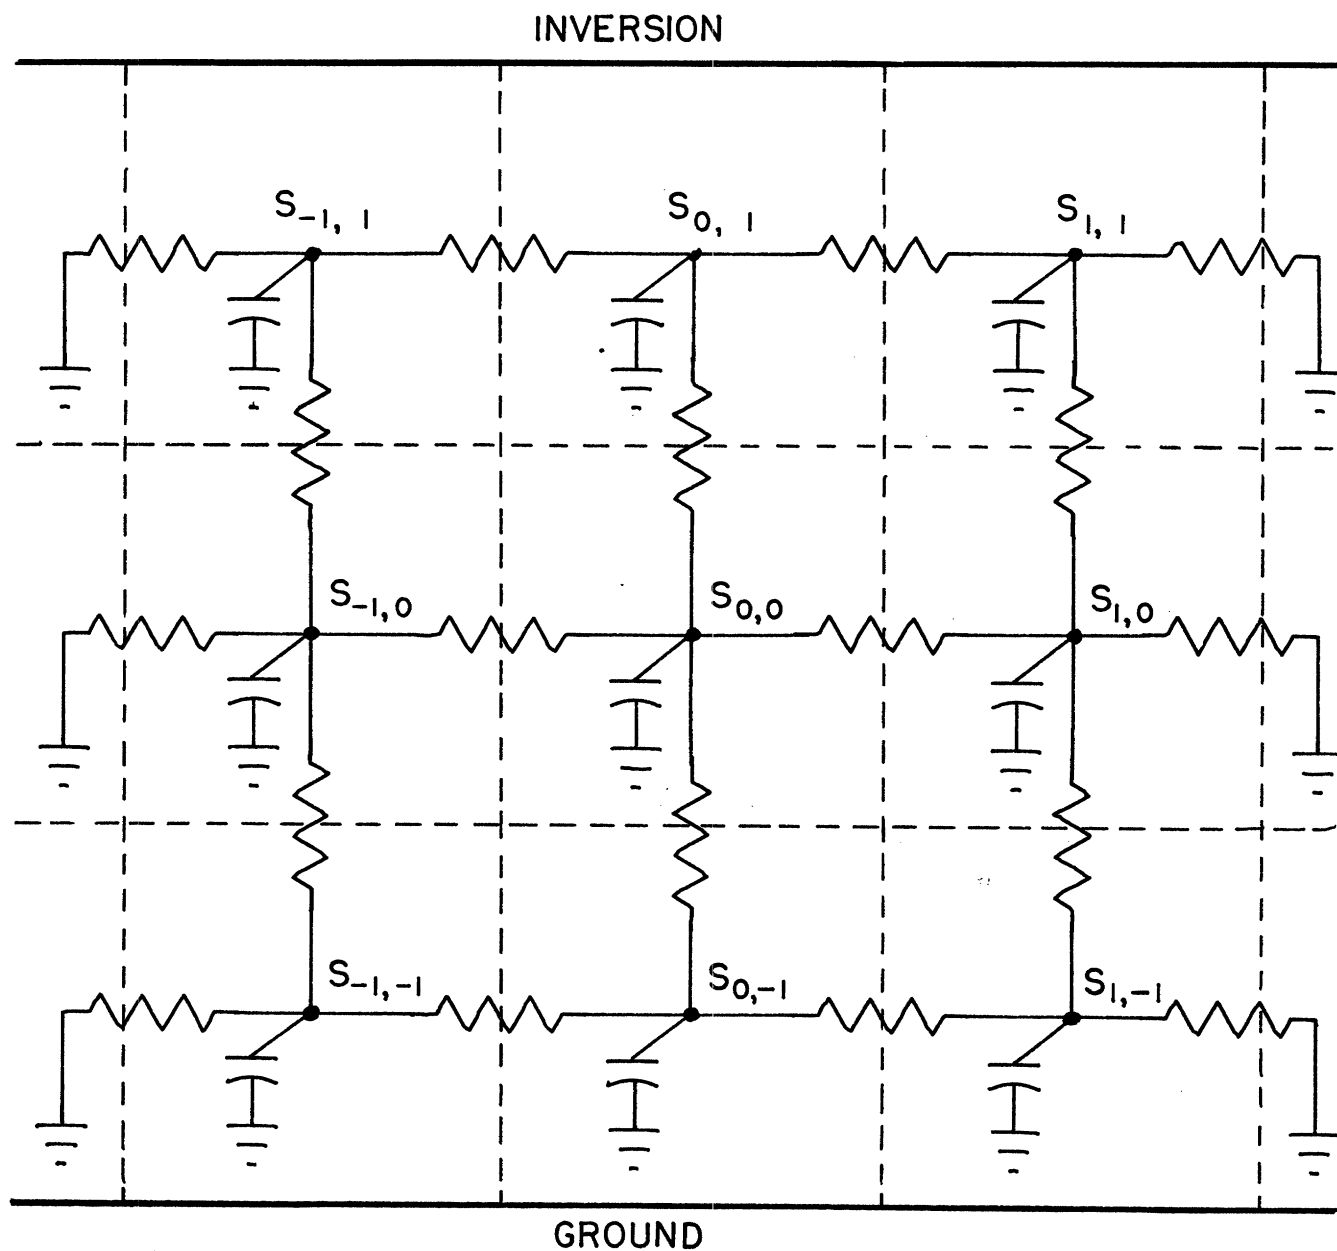 INVERSION
S-1, 1
S0, 1
S1, 1
S-1,0
S0,0
S1,0
S-1,-1
S0,-1
S1,-1
GROUND